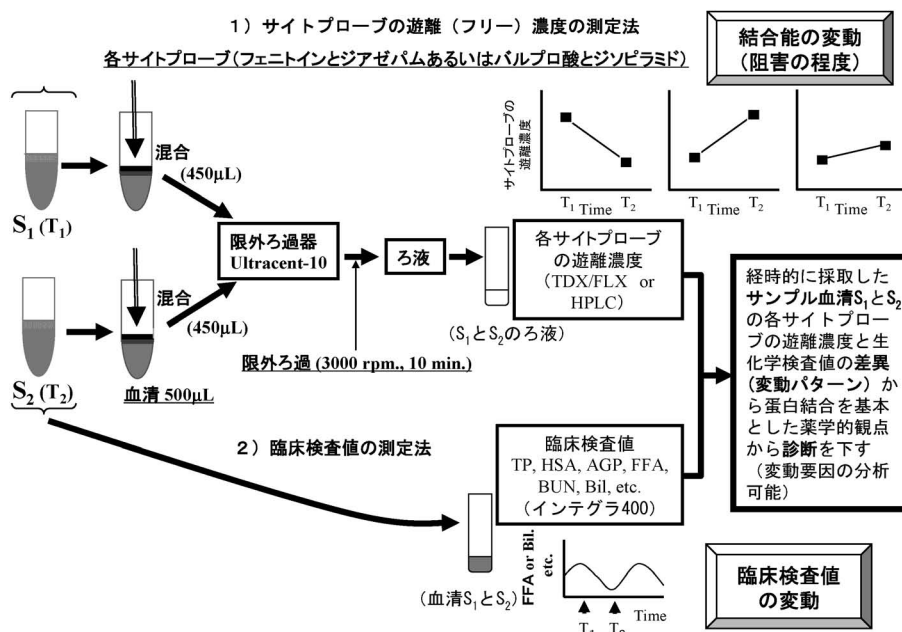 1）サイトプローブの遊離（フリー）濃度の測定法
各サイトプローブ（フェニトインとジアゼパムあるいはバルプロ酸とジソピラミド）
結合能の変動
（阻害の程度）
混合
(450μL)
S₁ (T₁)
サイトプローブの
遊離濃度
T₁ Time T₂
T₁ Time T₂
T₁ Time T₂
限外ろ過器
Ultracent-10
ろ液
各サイトプローブ
の遊離濃度
（TDX/FLX or
HPLC）
(S₁とS₂のろ液)
混合
(450μL)
限外ろ過 (3000 rpm., 10 min.)
S₂ (T₂)
血清 500μL
経時的に採取した
サンプル血清S₁とS₂
の各サイトプロー
ブの遊離濃度と生
化学検査値の差異
（変動パターン）か
ら蛋白結合を基本
とした薬学的観点
から診断を下す
（変動要因の分析
可能）
2）臨床検査値の測定法
臨床検査値
TP, HSA, AGP, FFA,
BUN, Bil, etc.
（インテグラ400）
(血清S₁とS₂)
FFA or Bil.
etc.
Time
T₁ T₂
臨床検査値
の変動